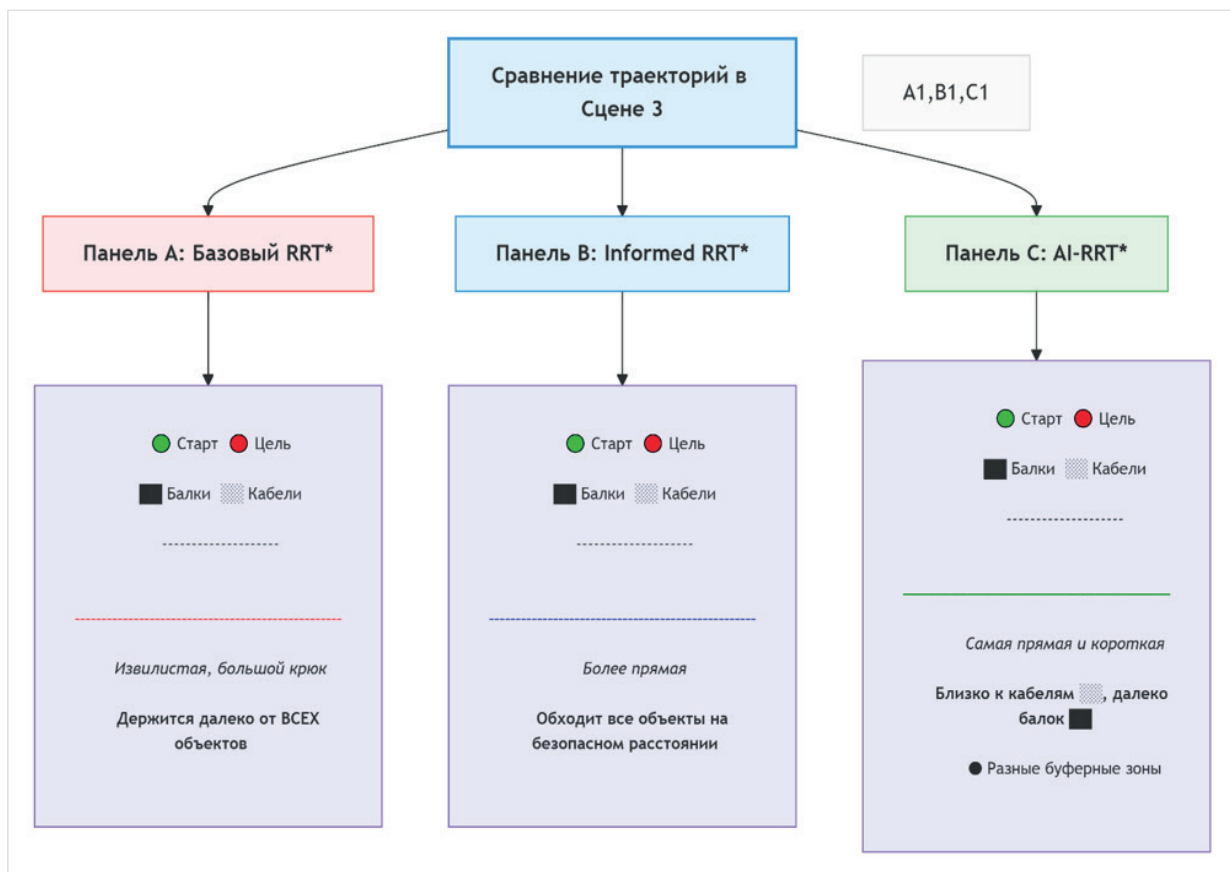 Сравнение траекторий в
Сцене 3
A1,B1,C1
Панель A: Базовый RRT*
Панель B: Informed RRT*
Панель C: AI-RRT*
Старт Цель
Балки Кабели
Извилистая, большой крюк
Держится далеко от ВСЕХ
объектов
Старт Цель
Балки Кабели
Более прямая
Обходит все объекты на
безопасном расстоянии
Старт Цель
Балки Кабели
Самая прямая и короткая
Близко к кабелям , далеко
балок
Разные буферные зоны